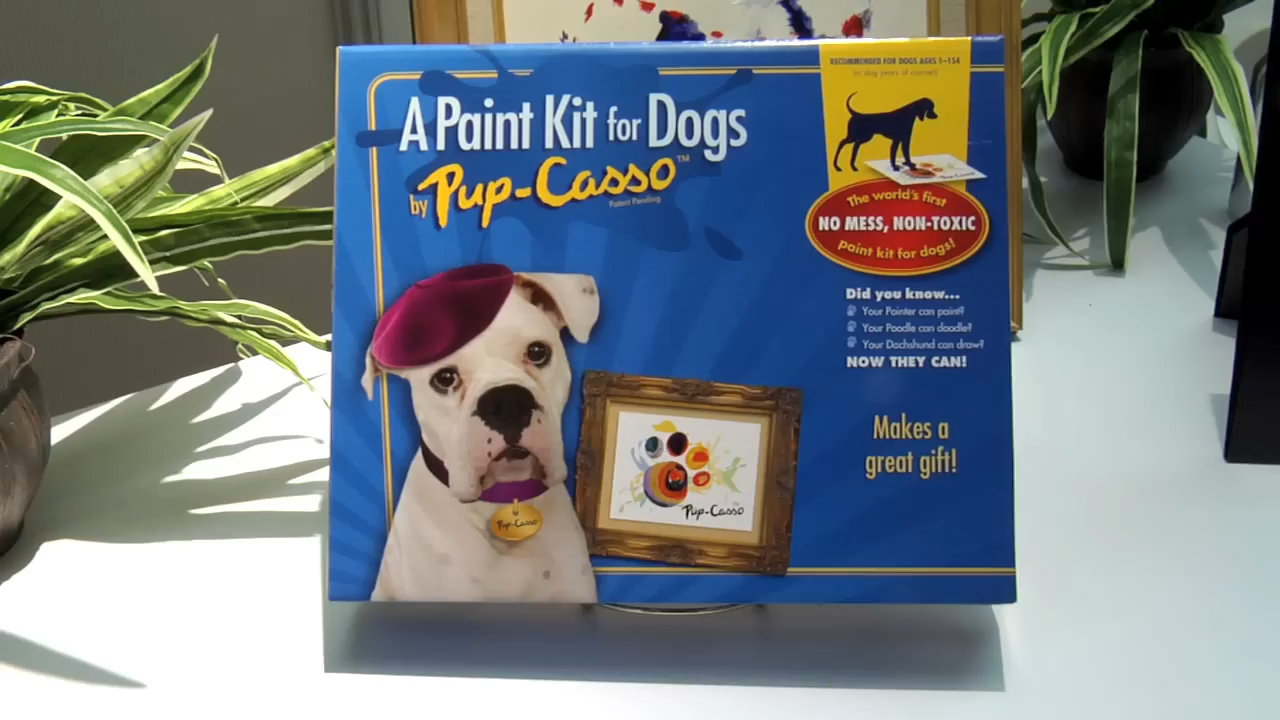 A Paint Kit for Dogs
by Pup-Casso™
Patent Pending
RECOMMENDED FOR DOGS AGES 1-154
(in dog years of course!)
Pup-Casso
The world's first
NO MESS, NON-TOXIC
paint kit for dogs!
Did you know...
Your Pointer can paint?
Your Poodle can doodle?
Your Dachshund can draw?
NOW THEY CAN!
Makes a
great gift!
Pup-Casso
Pup-Casso